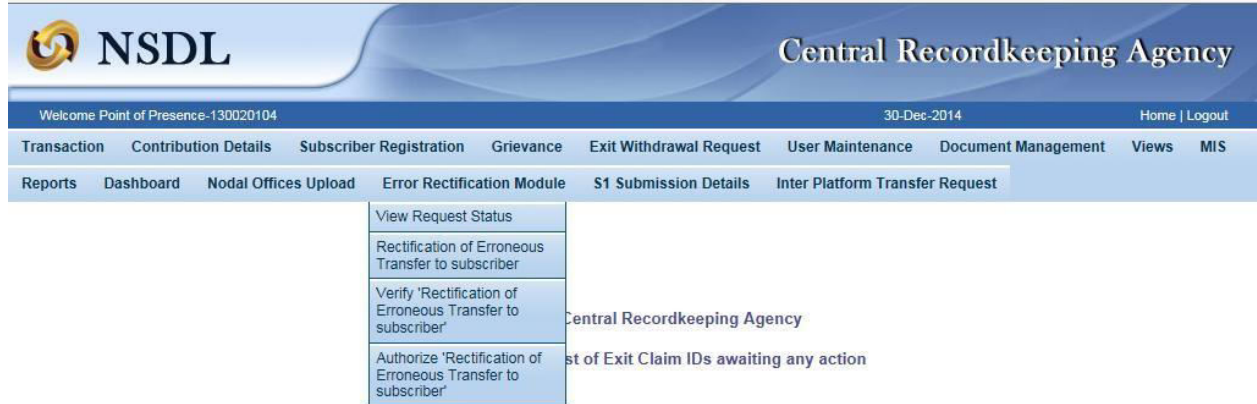 NSDL
Central Recordkeeping Agency
Welcome Point of Presence-130020104 30-Dec-2014 Home | Logout
Transaction Contribution Details Subscriber Registration Grievance Exit Withdrawal Request User Maintenance Document Management Views MIS
Reports Dashboard Nodal Offices Upload Error Rectification Module S1 Submission Details Inter Platform Transfer Request
View Request Status
Rectification of Erroneous
Transfer to subscriber
Verify 'Rectification of
Erroneous Transfer to
subscriber'
Central Recordkeeping Agency
Authorize 'Rectification of
Erroneous Transfer to
subscriber'
st of Exit Claim IDs awaiting any action